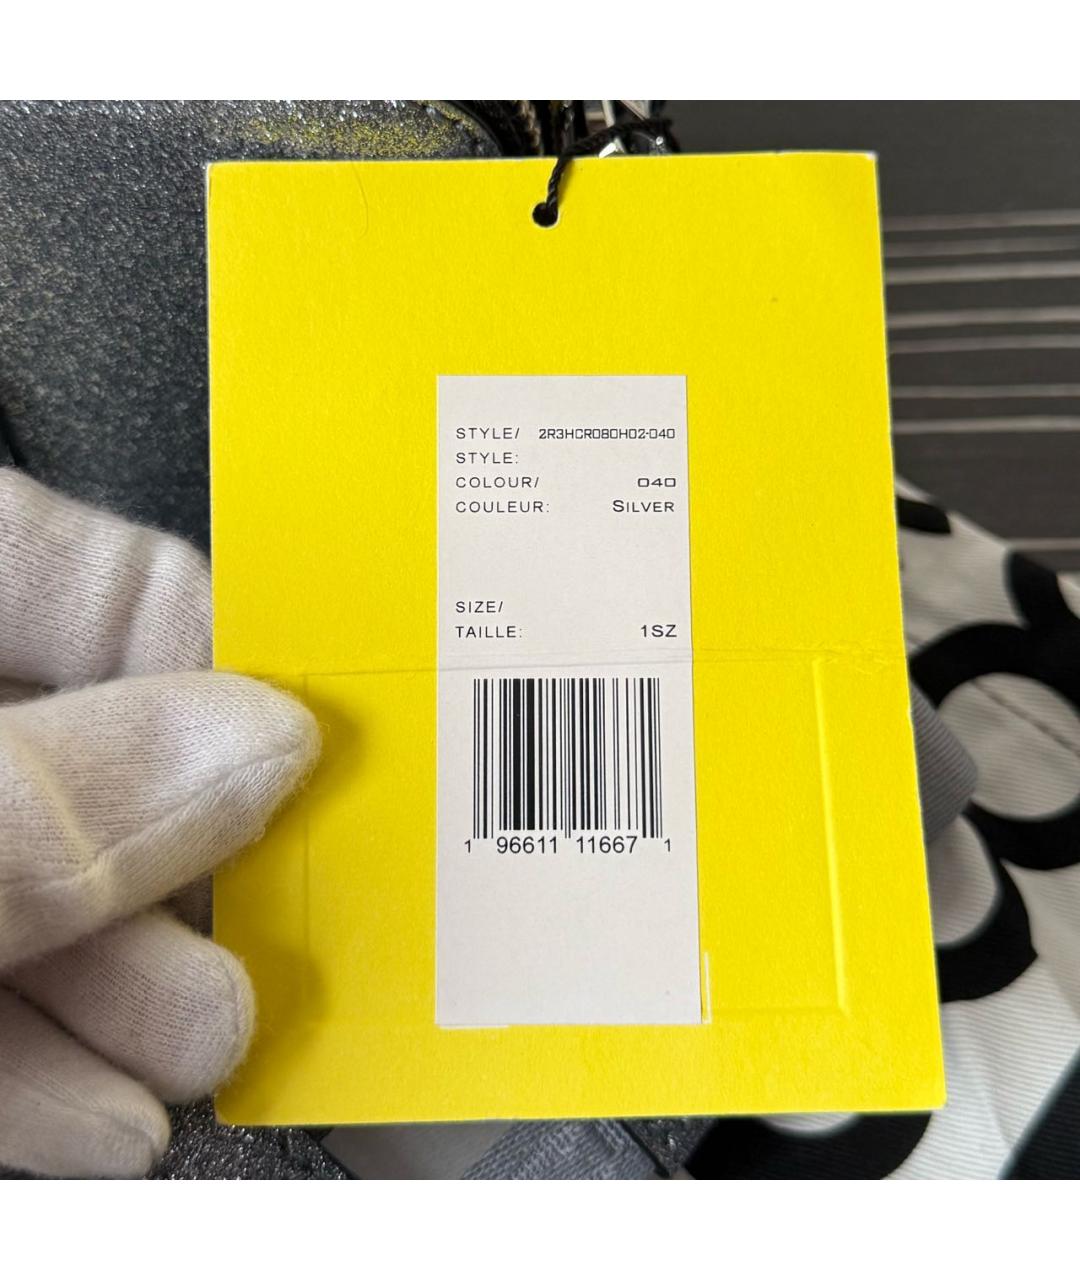 STYLE/ 2R3HCR080H02-040
STYLE:
COLOUR/ 040
COULEUR: SILVER
SIZE/
TAILLE: 1SZ
1 96611 11667 1